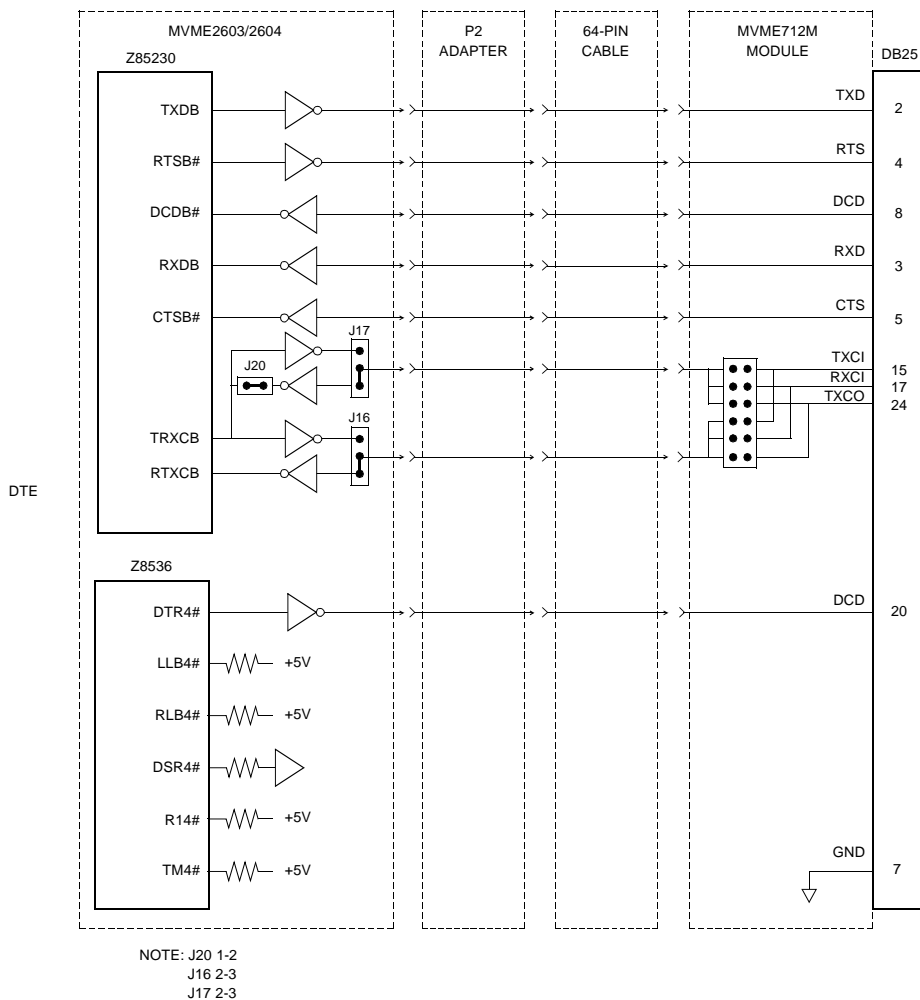 MVME2603/2604
P2
ADAPTER
64-PIN
CABLE
MVME712M
MODULE
Z85230
DB25
TXDB
TXD
2
RTSB#
RTS
4
DCDB#
DCD
8
RXDB
RXD
3
CTSB#
CTS
5
J17
TXCI
15
J20
RXCI
17
TXCO
24
J16
TRXCB
RTXCB
DTE
Z8536
DTR4#
DCD
20
LLB4#
+5V
RLB4#
+5V
DSR4#
R14#
+5V
TM4#
+5V
GND
7
NOTE: J20 1-2
J16 2-3
J17 2-3